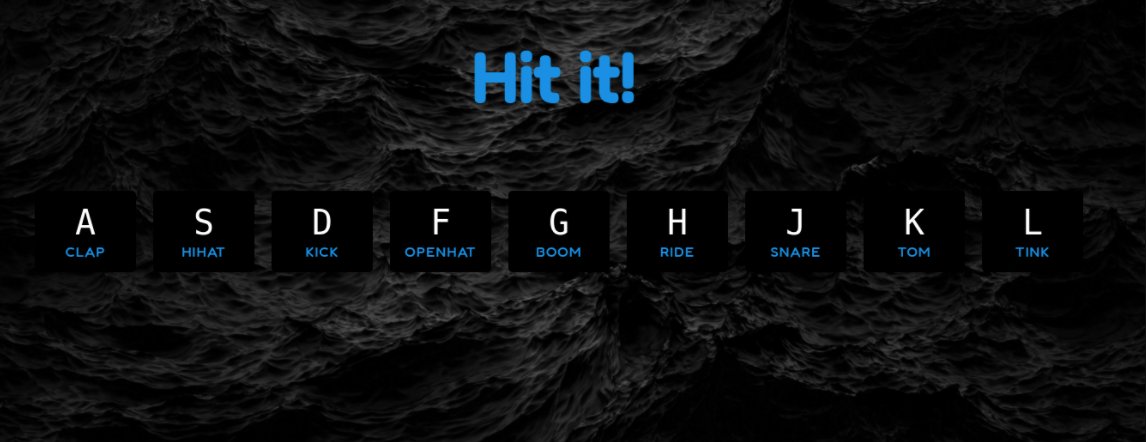 Hit it!
A S D F G H J K L
CLAP HIHAT KICK OPENHAT BOOM RIDE SNARE TOM TINK